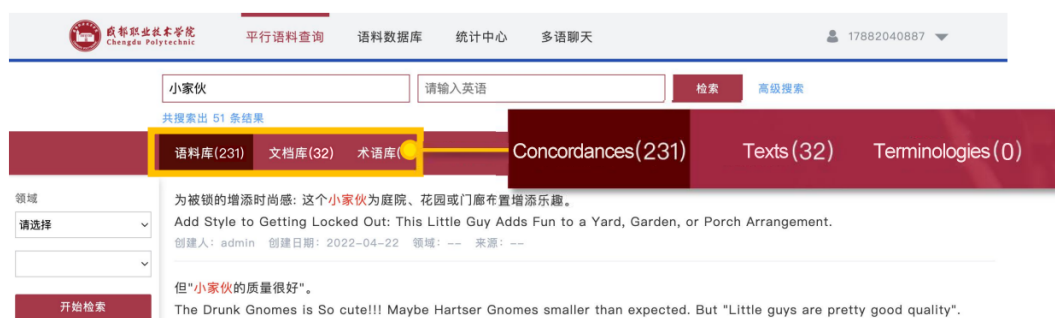 成都职业技术学院
Chengdu Polytechnic
平行语料查询 语料数据库 统计中心 多语聊天
17882040887
小家伙 请输入英语 检索 高级搜索
共搜索出 51 条结果
语料库(231) 文档库(32) 术语库(
Concordances(231) Texts(32) Terminologies(0)
领域
请选择
开始检索
为被锁的增添时尚感: 这个小家伙为庭院、花园或门廊布置增添乐趣。
Add Style to Getting Locked Out: This Little Guy Adds Fun to a Yard, Garden, or Porch Arrangement.
创建人: admin 创建日期: 2022-04-22 领域: -- 来源: --
但"小家伙的质量很好"。
The Drunk Gnomes is So cute!!! Maybe Hartser Gnomes smaller than expected. But "Little guys are pretty good quality".